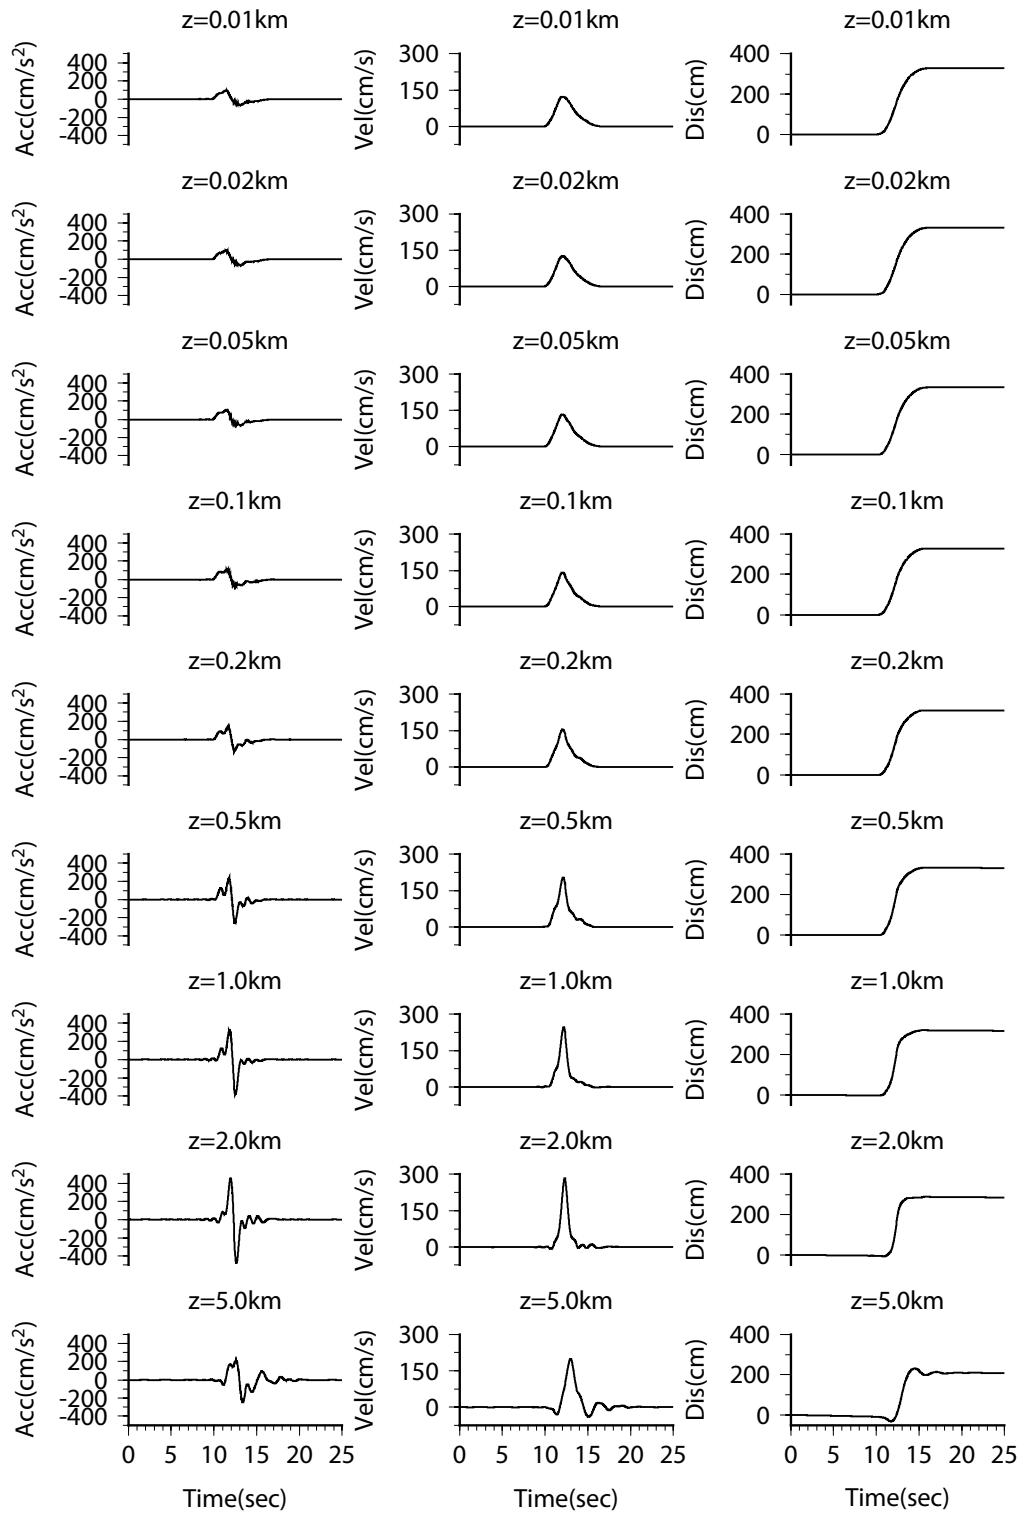 z=0.01km z=0.01km z=0.01km
Acc(cm/s²) 400 200 0 -200 -400 Vel(cm/s) 300 150 0 Dis(cm) 400 200 0
z=0.02km z=0.02km z=0.02km
Acc(cm/s²) 400 200 0 -200 -400 Vel(cm/s) 300 150 0 Dis(cm) 400 200 0
z=0.05km z=0.05km z=0.05km
Acc(cm/s²) 400 200 0 -200 -400 Vel(cm/s) 300 150 0 Dis(cm) 400 200 0
z=0.1km z=0.1km z=0.1km
Acc(cm/s²) 400 200 0 -200 -400 Vel(cm/s) 300 150 0 Dis(cm) 400 200 0
z=0.2km z=0.2km z=0.2km
Acc(cm/s²) 400 200 0 -200 -400 Vel(cm/s) 300 150 0 Dis(cm) 400 200 0
z=0.5km z=0.5km z=0.5km
Acc(cm/s²) 400 200 0 -200 -400 Vel(cm/s) 300 150 0 Dis(cm) 400 200 0
z=1.0km z=1.0km z=1.0km
Acc(cm/s²) 400 200 0 -200 -400 Vel(cm/s) 300 150 0 Dis(cm) 400 200 0
z=2.0km z=2.0km z=2.0km
Acc(cm/s²) 400 200 0 -200 -400 Vel(cm/s) 300 150 0 Dis(cm) 400 200 0
z=5.0km z=5.0km z=5.0km
Acc(cm/s²) 400 200 0 -200 -400 Vel(cm/s) 300 150 0 Dis(cm) 400 200 0
0 5 10 15 20 25 0 5 10 15 20 25 0 5 10 15 20 25
Time(sec) Time(sec) Time(sec)